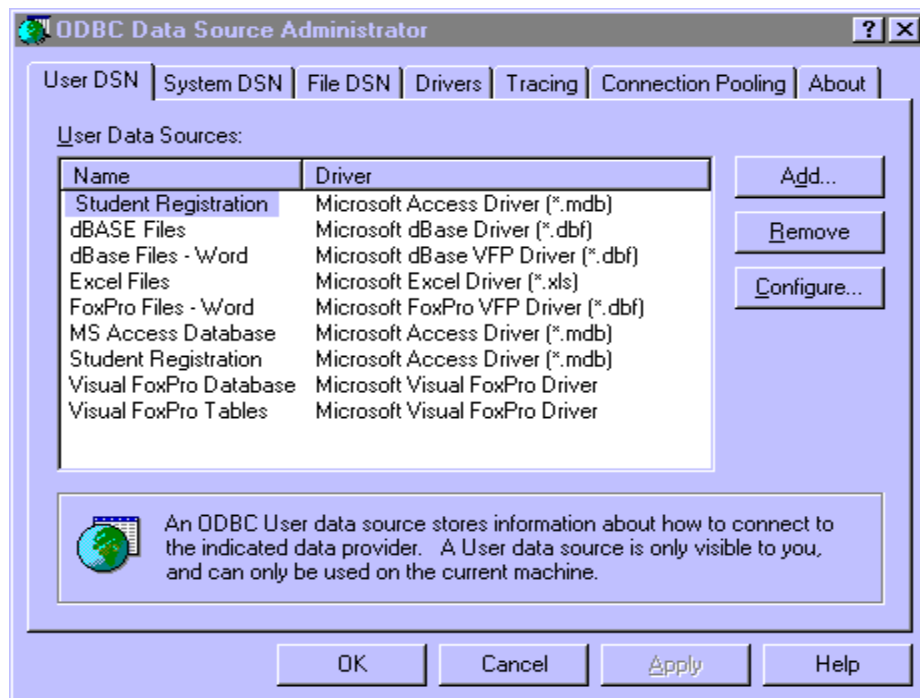 ODBC Data Source Administrator
User DSN System DSN File DSN Drivers Tracing Connection Pooling About
User Data Sources:
Name Driver
Student Registration Microsoft Access Driver (*.mdb)
dBASE Files Microsoft dBase Driver (*.dbf)
dBase Files - Word Microsoft dBase VFP Driver (*.dbf)
Excel Files Microsoft Excel Driver (*.xls)
FoxPro Files - Word Microsoft FoxPro VFP Driver (*.dbf)
MS Access Database Microsoft Access Driver (*.mdb)
Student Registration Microsoft Access Driver (*.mdb)
Visual FoxPro Database Microsoft Visual FoxPro Driver
Visual FoxPro Tables Microsoft Visual FoxPro Driver
Add...
Remove
Configure...
An ODBC User data source stores information about how to connect to
the indicated data provider. A User data source is only visible to you,
and can only be used on the current machine.
OK Cancel Apply Help